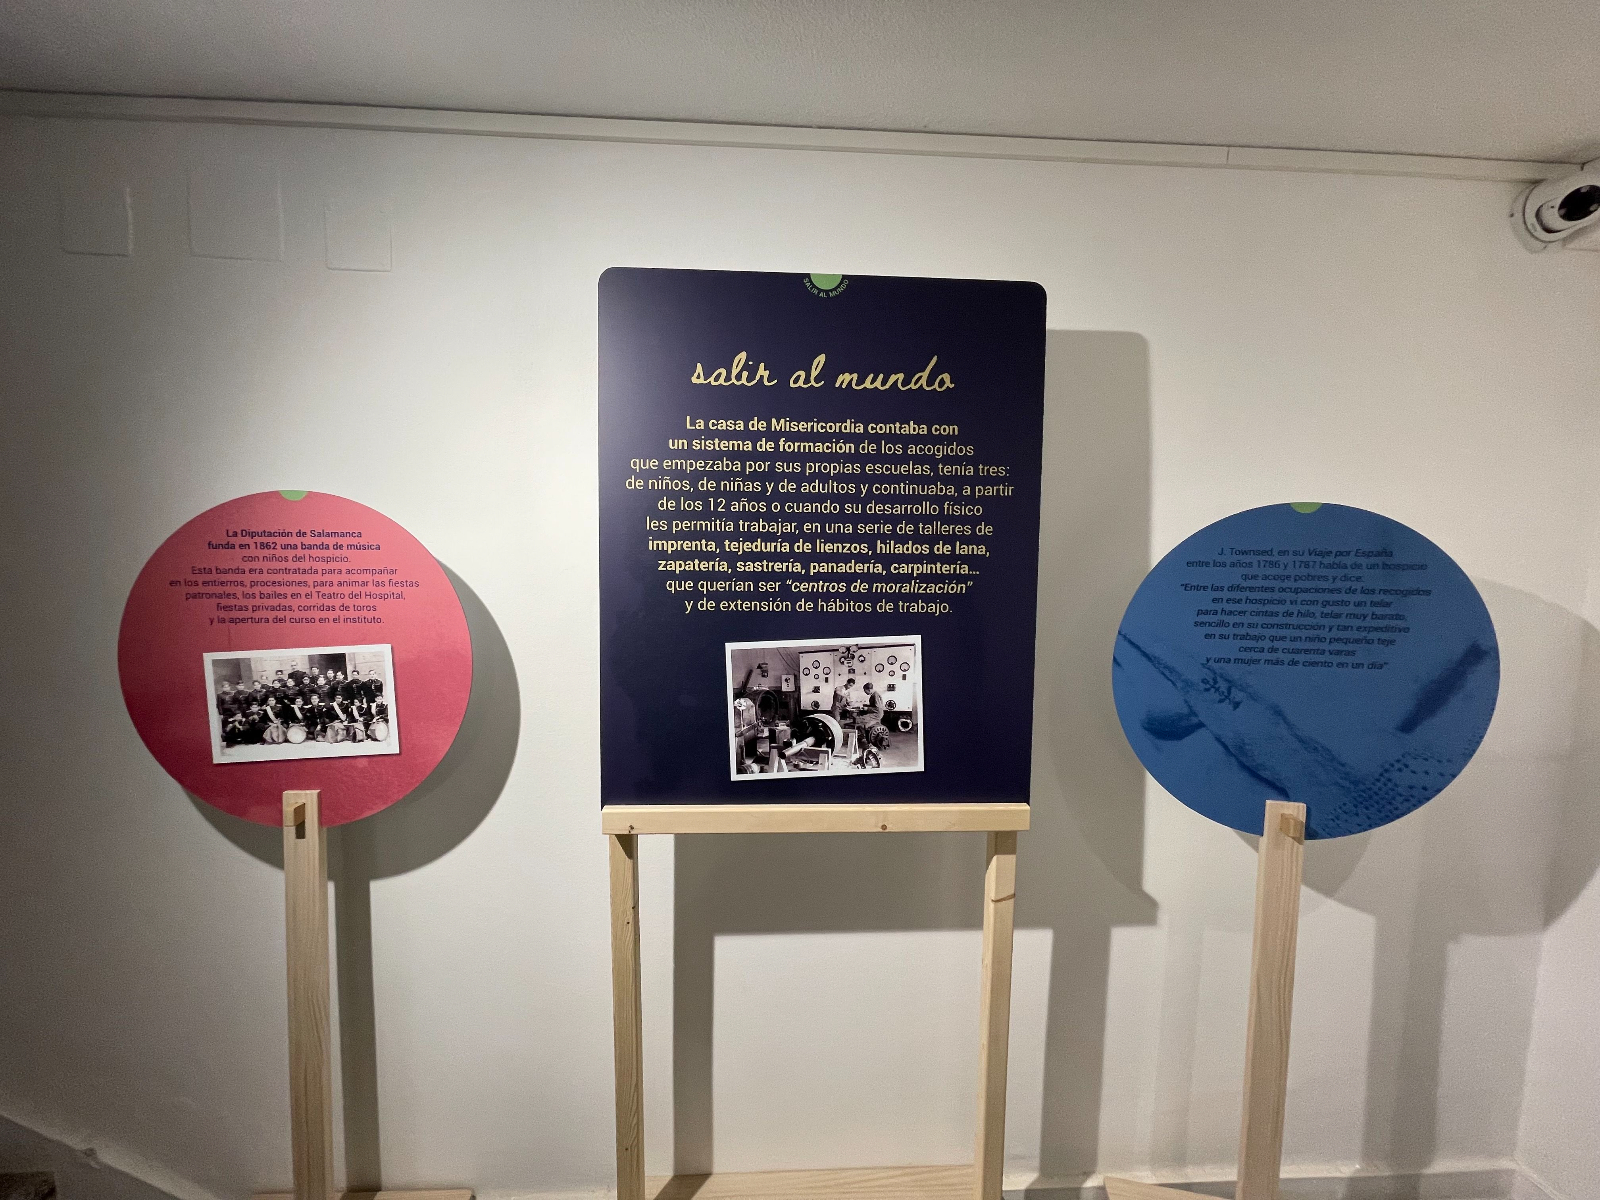 La Diputación de Salamanca
funda en 1862 una banda de música
con niños del hospicio.
Esta banda era contratada para acompañar
en los entierros, procesiones, para animar las fiestas
patronales, los bailes en el Teatro del Hospital,
fiestas privadas, corridas de toros
y la apertura del curso en el instituto.
SALIR AL MUNDO
salir al mundo
La casa de Misericordia contaba con
un sistema de formación de los acogidos
que empezaba por sus propias escuelas, tenía tres:
de niños, de niñas y de adultos y continuaba, a partir
de los 12 años o cuando su desarrollo físico
les permitía trabajar, en una serie de talleres de
imprenta, tejeduría de lienzos, hilados de lana,
zapatería, sastrería, panadería, carpintería...
que querían ser “centros de moralización”
y de extensión de hábitos de trabajo.
J. Townsed, en su Viaje por España
entre los años 1786 y 1787 habla de un hospicio
que acoge pobres y dice:
“Entre las diferentes ocupaciones de los recogidos
en ese hospicio vi con gusto un telar
para hacer cintas de hilo, telar muy barato,
sencillo en su construcción y tan expeditivo
en su trabajo que un niño pequeño teje
cerca de cuarenta varas
y una mujer más de ciento en un día”